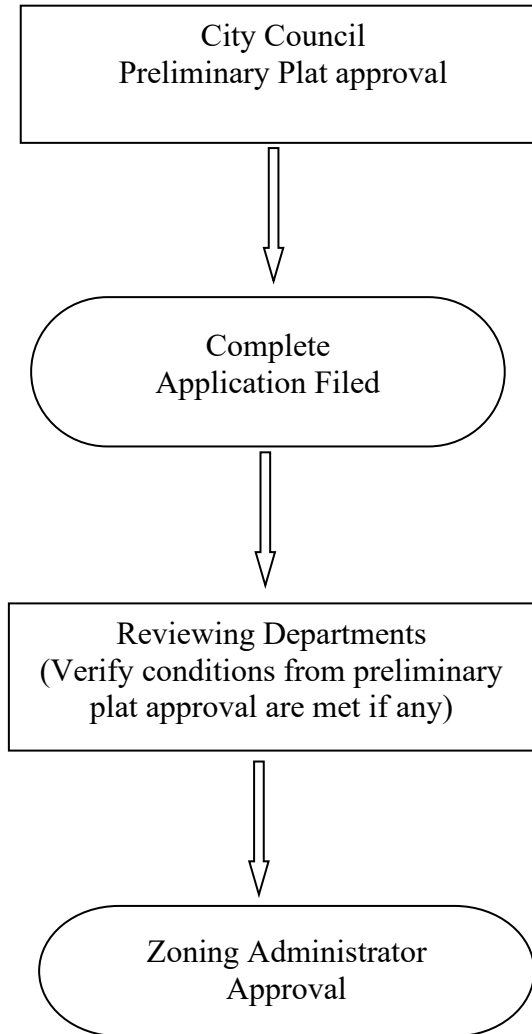 City Council
Preliminary Plat approval
Complete
Application Filed
Reviewing Departments
(Verify conditions from preliminary
plat approval are met if any)
Zoning Administrator
Approval